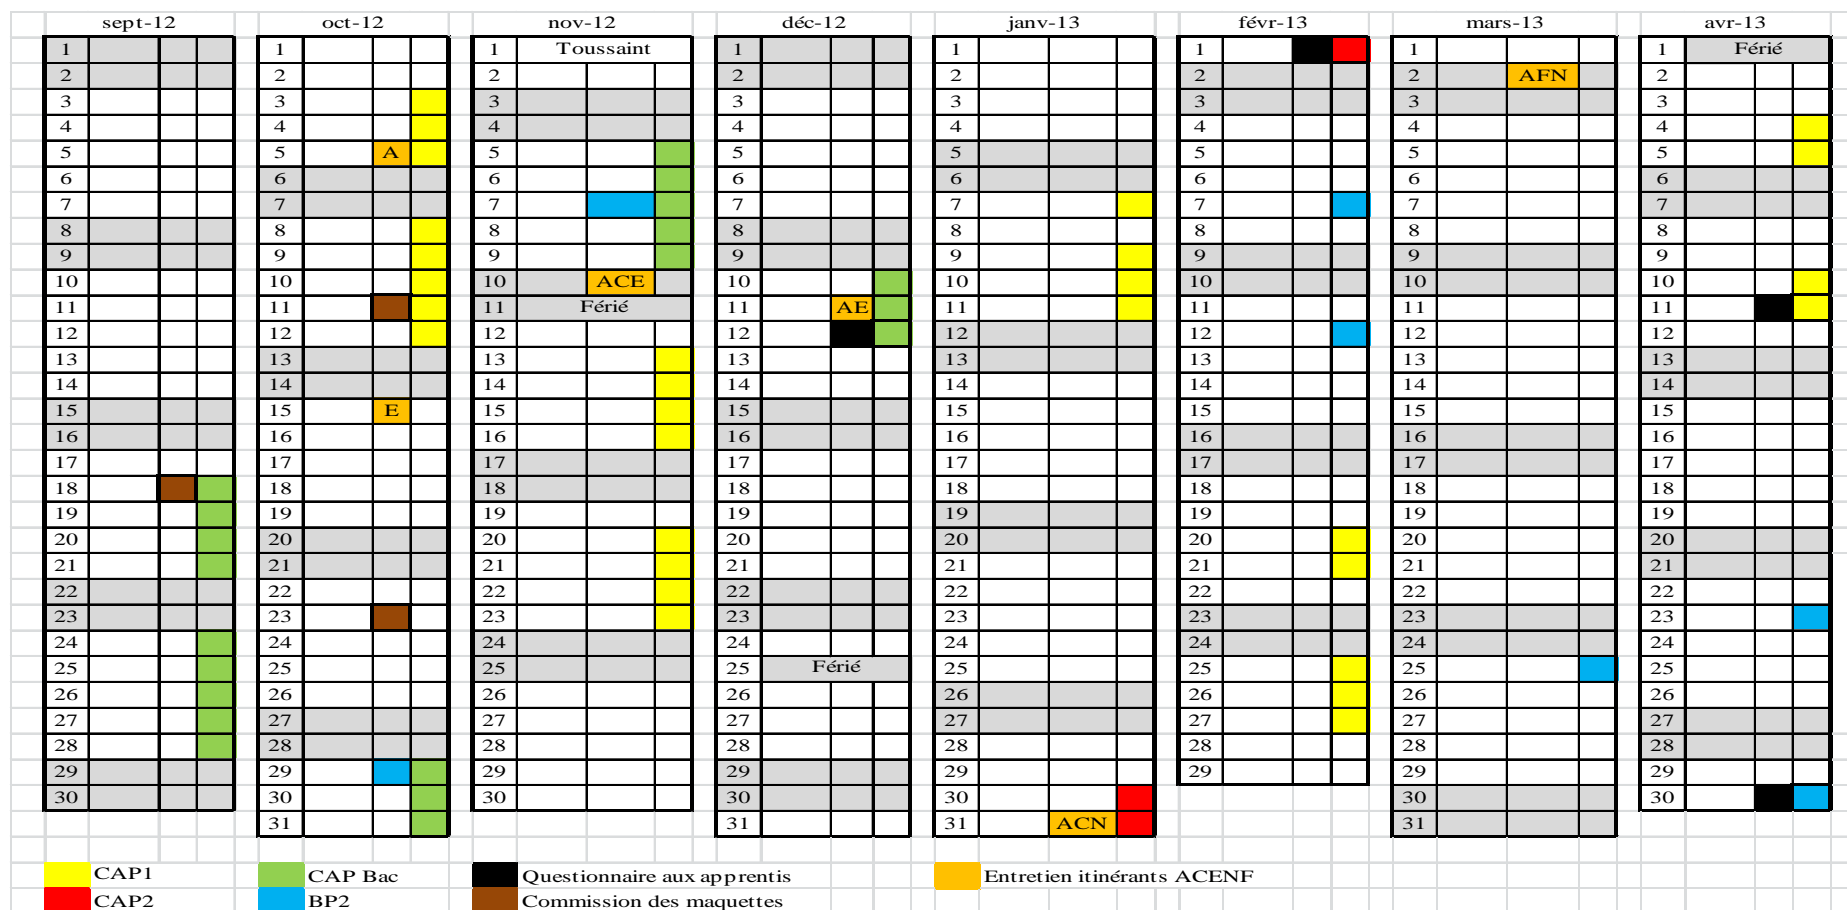 sept-12 oct-12 nov-12 déc-12 janv-13 févr-13 mars-13 avr-13
1 1 1 Toussaint 1 1 1 1 1 Férié
2 2 2 2 2 2 2 AFN 2
3 3 3 3 3 3 3 3
4 4 4 4 4 4 4 4
5 5 A 5 5 5 5 5 5
6 6 6 6 6 6 6 6
7 7 7 7 7 7 7 7
8 8 8 8 8 8 8 8
9 9 9 9 9 9 9 9
10 10 10 ACE 10 10 10 10 10
11 11 11 Férié 11 AE 11 11 11 11
12 12 12 12 12 12 12 12
13 13 13 13 13 13 13 13
14 14 14 14 14 14 14 14
15 15 E 15 15 15 15 15 15
16 16 16 16 16 16 16 16
17 17 17 17 17 17 17 17
18 18 18 18 18 18 18 18
19 19 19 19 19 19 19 19
20 20 20 20 20 20 20 20
21 21 21 21 21 21 21 21
22 22 22 22 22 22 22 22
23 23 23 23 23 23 23 23
24 24 24 24 24 24 24 24
25 25 25 25 Férié 25 25 25 25
26 26 26 26 26 26 26 26
27 27 27 27 27 27 27 27
28 28 28 28 28 28 28 28
29 29 29 29 29 29 29 29
30 30 30 30 30 30 30
31 31 31 ACN 31
CAP1 CAP Bac Questionnaire aux apprentis Entretien itinérants ACENF
CAP2 BP2 Commission des maquettes